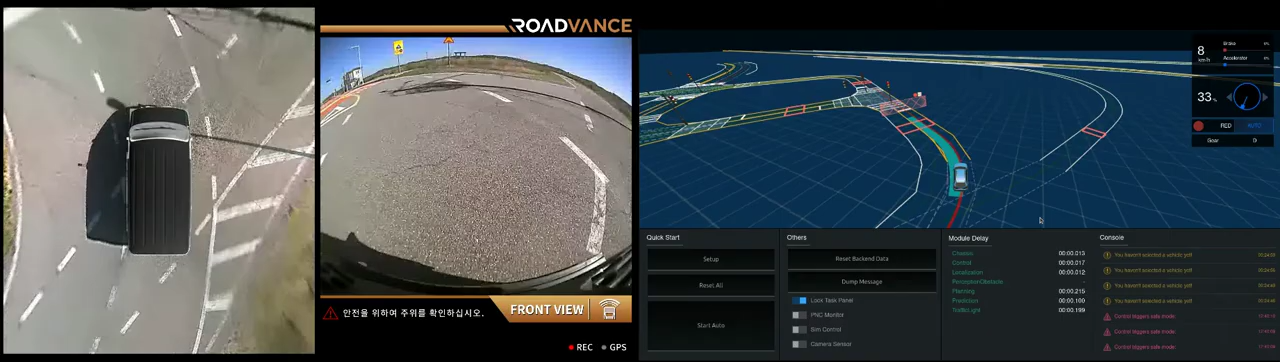 ROADVANCE
안전을 위하여 주위를 확인하십시오.
FRONT VIEW
REC
GPS
8
km/h
Brake
0%
Accelerator
0%
33
%
RED
AUTO
Gear
D
Quick Start
Setup
Reset All
Start Auto
Others
Reset Backend Data
Dump Message
Lock Task Panel
PNC Monitor
Sim Control
Camera Sensor
Module Delay
Chassis 00:00.013
Control 00:00.017
Localization 00:00.012
PerceptionObstacle -
Planning 00:00.215
Prediction 00:00.100
TrafficLight 00:00.199
Console
You haven't selected a vehicle yet!
You haven't selected a vehicle yet!
You haven't selected a vehicle yet!
You haven't selected a vehicle yet!
Control triggers safe mode:
Control triggers safe mode:
Control triggers safe mode: